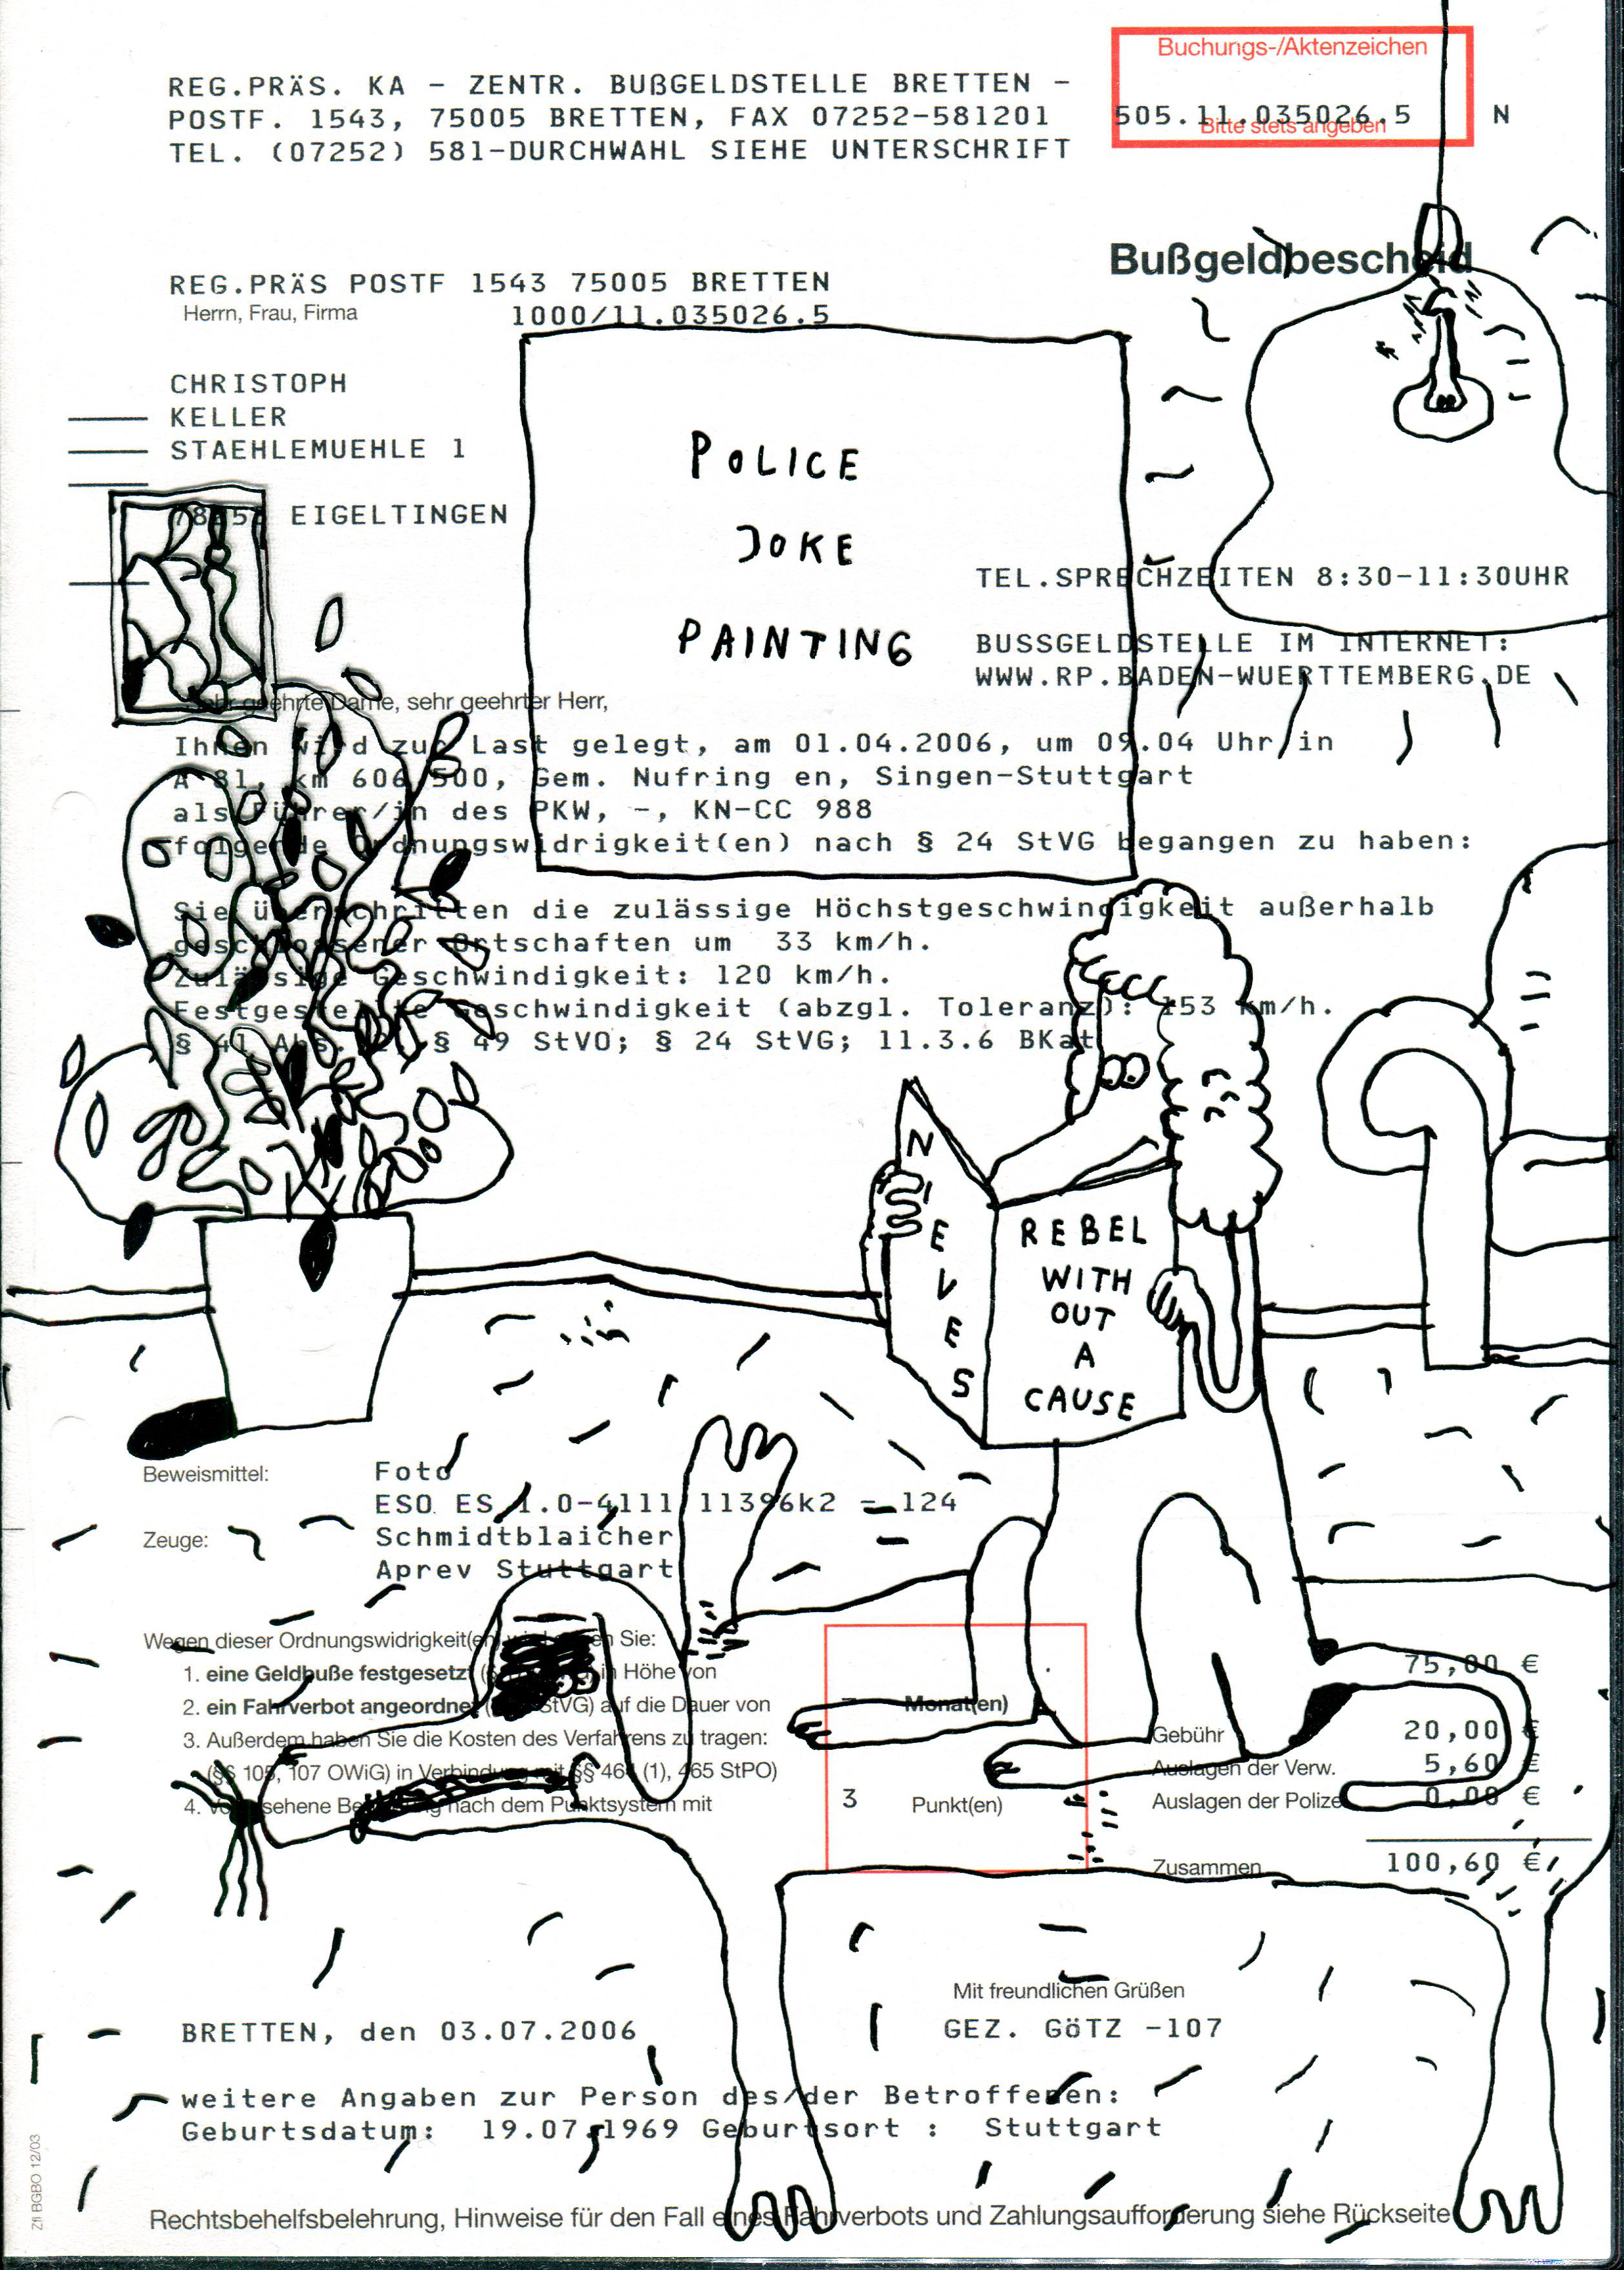 Buchungs-/Aktenzeichen
REG.PRÄS. KA - ZENTR. BUßGELDSTELLE BRETTEN -
POSTF. 1543, 75005 BRETTEN, FAX 07252-581201 505.11.035026.5 N
Bitte stets angeben
TEL. (07252) 581-DURCHWAHL SIEHE UNTERSCHRIFT
Bußgeldbescheid
REG.PRÄS POSTF 1543 75005 BRETTEN
Herrn, Frau, Firma 1000/11.035026.5
CHRISTOPH
KELLER
STAEHLEMUEHLE 1
EIGELTINGEN
POLICE
JOKE
PAINTING
TEL.SPRECHZEITEN 8:30-11:30UHR
BUSSGELDSTELLE IM INTERNET:
WWW.RP.BADEN-WUERTTEMBERG.DE
Sehr geehrte Dame, sehr geehrter Herr,
Ihnen wird zur Last gelegt, am 01.04.2006, um 09.04 Uhr in
A 81, km 606,500, Gem. Nufring en, Singen-Stuttgart
als Führer/in des PKW, -, KN-CC 988
folgende Ordnungswidrigkeit(en) nach § 24 StVG begangen zu haben:
Sie überschritten die zulässige Höchstgeschwindigkeit außerhalb
geschlossener Ortschaften um 33 km/h.
Zulässige Geschwindigkeit: 120 km/h.
Festgestellte Geschwindigkeit (abzgl. Toleranz): 153 km/h.
§ 41 Abs. 2, § 49 StVO; § 24 StVG; 11.3.6 BKat
NIEVES
REBEL
WITH
OUT
A
CAUSE
Beweismittel: Foto
ESO ES 1.0-4111 11396k2 - 124
Zeuge: Schmidtblaicher
Aprev Stuttgart
Wegen dieser Ordnungswidrigkeit(en) wird gegen Sie:
1. eine Geldbuße festgesetzt in Höhe von 75,00 €
2. ein Fahrverbot angeordnet StVG) auf die Dauer von Monat(en)
3. Außerdem haben Sie die Kosten des Verfahrens zu tragen: Gebühr 20,00 €
(§§ 105, 107 OWiG) in Verbindung mit §§ 464 (1), 465 StPO) Auslagen der Verw. 5,60 €
4. Vorgesehene nach dem Punktsystem mit 3 Punkt(en) Auslagen der Polizei 0,00 €
Zusammen 100,60 €
Mit freundlichen Grüßen
BRETTEN, den 03.07.2006 GEZ. GöTZ -107
weitere Angaben zur Person des/der Betroffenen:
Geburtsdatum: 19.07.1969 Geburtsort : Stuttgart
Zfl BGBO 12/03
Rechtsbehelfsbelehrung, Hinweise für den Fall eines Fahrverbots und Zahlungsaufforderung siehe Rückseite